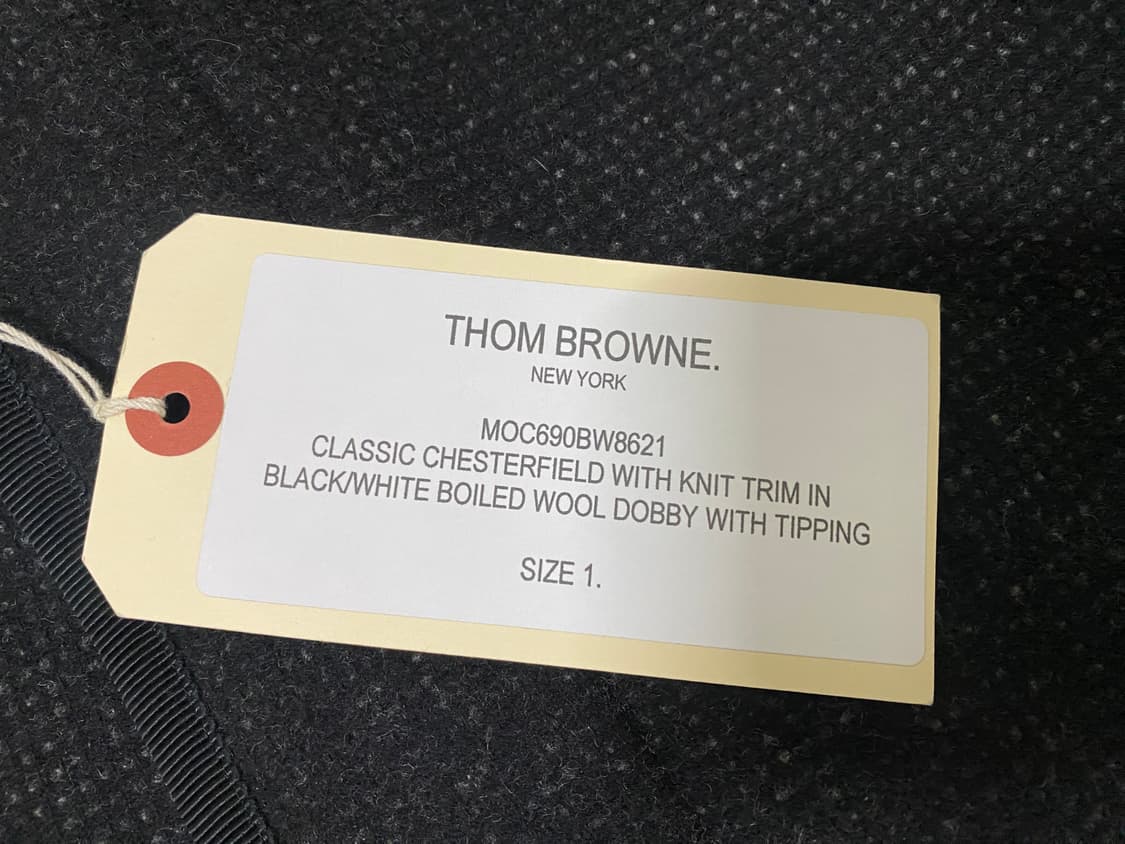 THOM BROWNE.
NEW YORK
MOC690BW8621
CLASSIC CHESTERFIELD WITH KNIT TRIM IN
BLACK/WHITE BOILED WOOL DOBBY WITH TIPPING
SIZE 1.